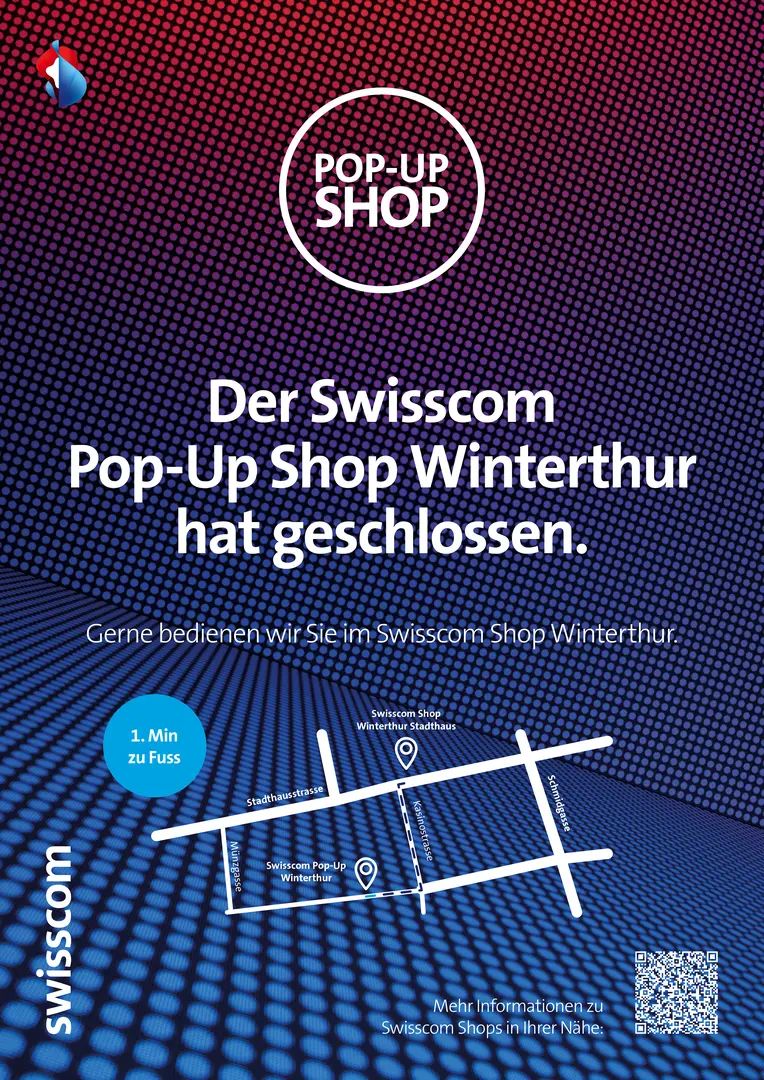 POP-UP
SHOP
Der Swisscom
Pop-Up Shop Winterthur
hat geschlossen.
Gerne bedienen wir Sie im Swisscom Shop Winterthur.
1. Min
zu Fuss
Swisscom Shop
Winterthur Stadthaus
Stadthausstrasse
Schmidgasse
Kasinostrasse
Münzgasse
Swisscom Pop-Up
Winterthur
swisscom
Mehr Informationen zu
Swisscom Shops in Ihrer Nähe: